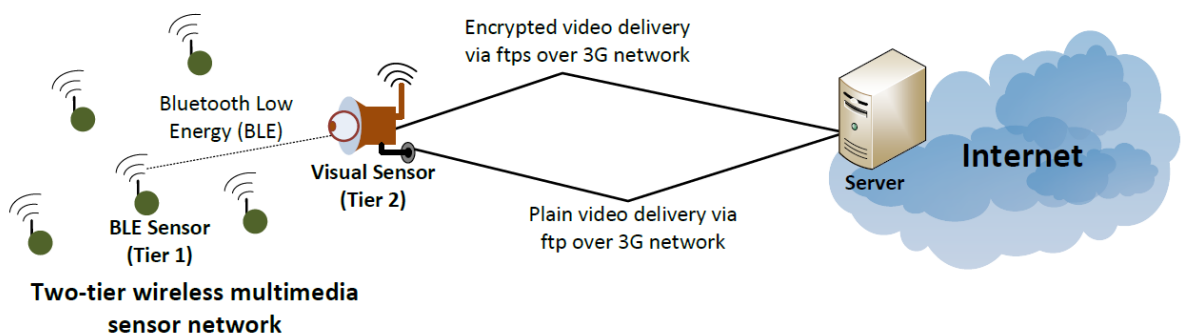 Encrypted video delivery
via ftps over 3G network
Bluetooth Low
Energy (BLE)
Visual Sensor
(Tier 2)
Server
Internet
BLE Sensor
(Tier 1)
Plain video delivery via
ftp over 3G network
Two-tier wireless multimedia
sensor network